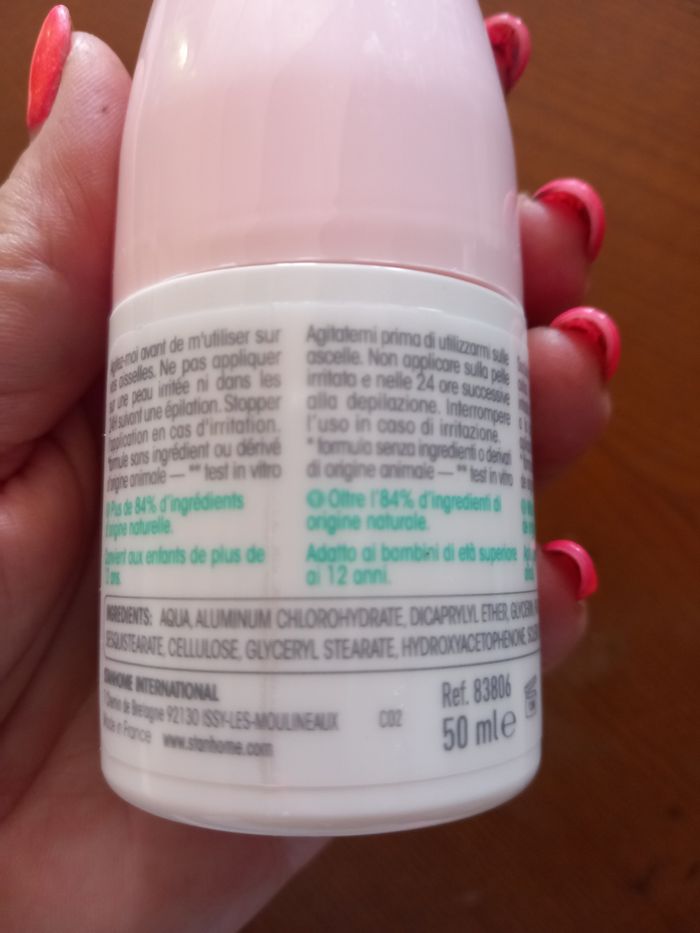 avant de m'utiliser sur
aisselles. Ne pas appliquer
sur une peau irritée ni dans les
24H suivant une épilation. Stopper
l'application en cas d'irritation.
*formule sans ingrédient ou dérivé
d'origine animale — ** test in vitro
Plus de 84% d'ingrédients
d'origine naturelle.
Convient aux enfants de plus de
12 ans.
Agitatemi prima di utilizzarmi sulle
ascelle. Non applicare sulla pelle
irritata e nelle 24 ore successive
alla depilazione. Interrompere
l'uso in caso di irritazione.
* formula senza ingredienti o derivati
di origine animale — ** test in vitro
Oltre l'84% d'ingredienti di
origine naturale.
Adatto ai bambini di età superiore
ai 12 anni.
INGREDIENTS: AQUA, ALUMINUM CHLOROHYDRATE, DICAPRYLYL ETHER, GLYCERIN,
SESQUISTEARATE, CELLULOSE, GLYCERYL STEARATE, HYDROXYACETOPHENONE,
STANHOME INTERNATIONAL
de Bretagne 92130 ISSY-LES-MOULINEAUX
Made in France www.stanhome.com
C02
Ref. 83806
50 ml e